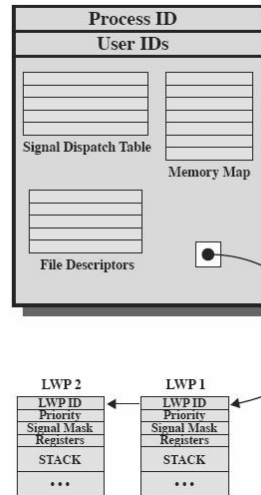 Process ID
User IDs
Signal Dispatch Table
Memory Map
File Descriptors
LWP 2
LWP 1
LWP ID
LWP ID
Priority
Priority
Signal Mask
Signal Mask
Registers
Registers
STACK
STACK
•••
•••